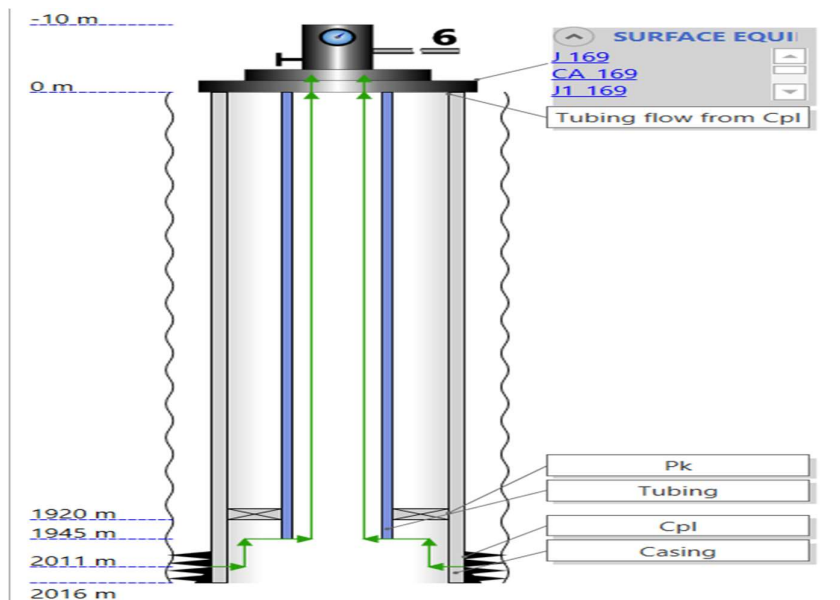 -10 m
6
SURFACE EQUI
J 169
CA 169
J1 169
0 m
Tubing flow from Cpl
Pk
Tubing
1920 m
1945 m
Cpl
Casing
2011 m
2016 m